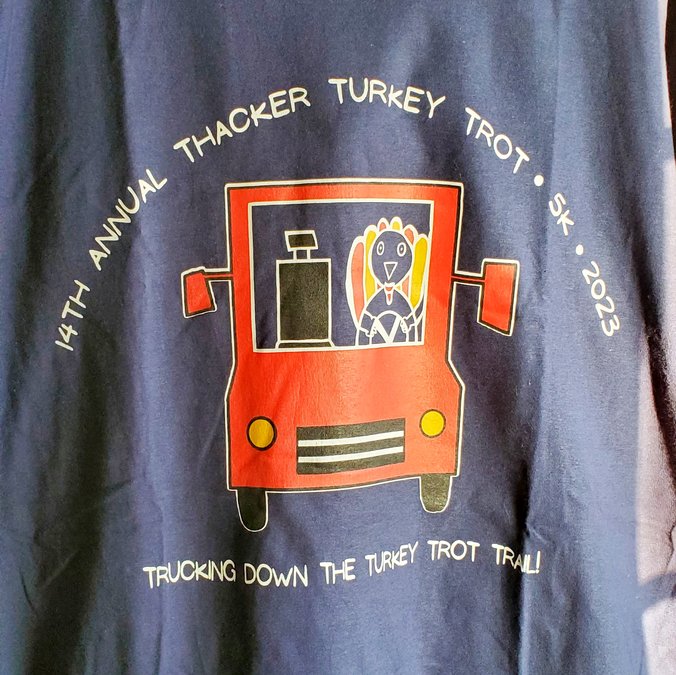 14TH ANNUAL THACKER TURKEY TROT • 5K • 2023
TRUCKING DOWN THE TURKEY TROT TRAIL!